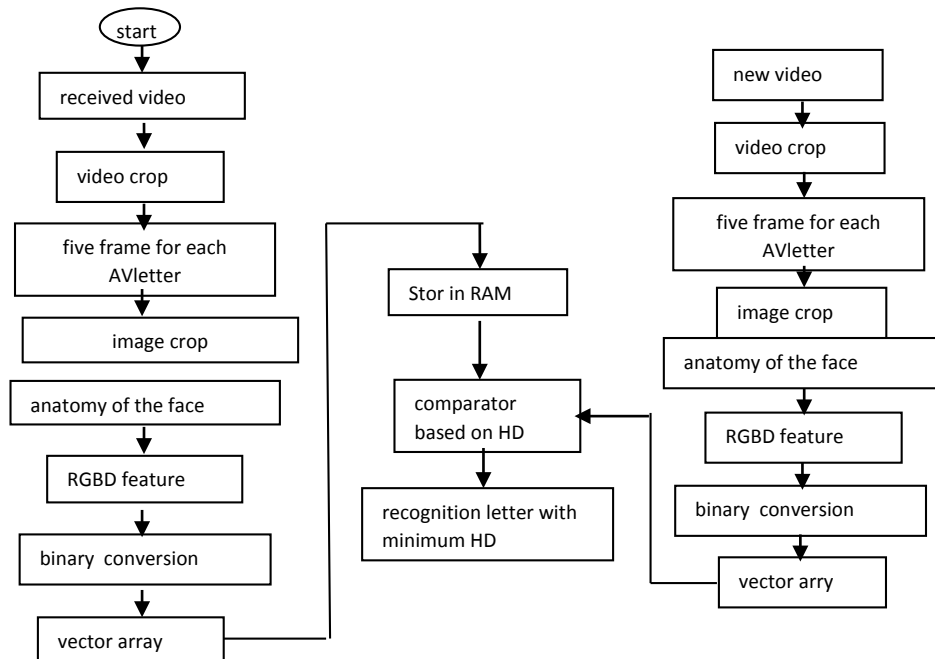 start
received video
video crop
five frame for each
AVletter
image crop
anatomy of the face
RGBD feature
binary conversion
vector array
Stor in RAM
comparator
based on HD
recognition letter with
minimum HD
new video
video crop
five frame for each
AVletter
image crop
anatomy of the face
RGBD feature
binary conversion
vector arry